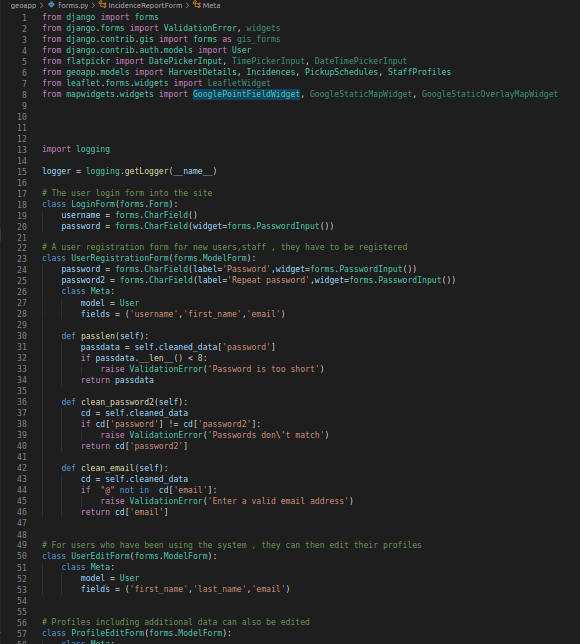 geoapp > forms.py > IncidenceReportForm > Meta
1 from django import forms
2 from django.forms import ValidationError, widgets
3 from django.contrib.gis import forms as gis_forms
4 from django.contrib.auth.models import User
5 from flatpickr import DatePickerInput, TimePickerInput, DateTimePickerInput
6 from geoapp.models import HarvestDetails, Incidences, PickupSchedules, StaffProfiles
7 from leaflet.forms.widgets import LeafletWidget
8 from mapwidgets.widgets import GooglePointFieldWidget, GoogleStaticMapWidget, GoogleStaticOverlayMapWidget
9
10
11
12
13 import logging
14
15 logger = logging.getLogger(__name__)
16
17 # The user login form into the site
18 class LoginForm(forms.Form):
19 username = forms.CharField()
20 password = forms.CharField(widget=forms.PasswordInput())
21
22 # A user registration form for new users,staff , they have to be registered
23 class UserRegistrationForm(forms.ModelForm):
24 password = forms.CharField(label='Password',widget=forms.PasswordInput())
25 password2 = forms.CharField(label='Repeat password',widget=forms.PasswordInput())
26 class Meta:
27 model = User
28 fields = ('username','first_name','email')
29
30 def passlen(self):
31 passdata = self.cleaned_data['password']
32 if passdata.__len__() < 8:
33 raise ValidationError('Password is too short')
34 return passdata
35
36 def clean_password2(self):
37 cd = self.cleaned_data
38 if cd['password'] != cd['password2']:
39 raise ValidationError('Passwords don\'t match')
40 return cd['password2']
41
42 def clean_email(self):
43 cd = self.cleaned_data
44 if "@" not in cd['email']:
45 raise ValidationError('Enter a valid email address')
46 return cd['email']
47
48
49 # For users who have been using the system , they can then edit their profiles
50 class UserEditForm(forms.ModelForm):
51 class Meta:
52 model = User
53 fields = ('first_name','last_name','email')
54
55
56 # Profiles including additional data can also be edited
57 class ProfileEditForm(forms.ModelForm):
58 class Meta: